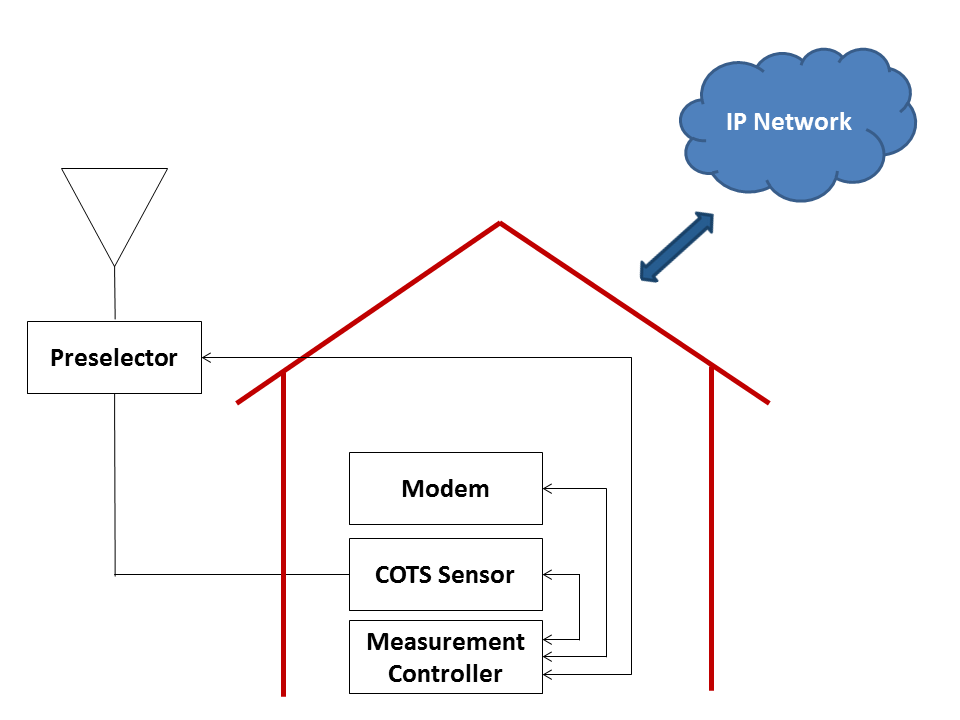 IP Network
Preselector
Modem
COTS Sensor
Measurement
Controller